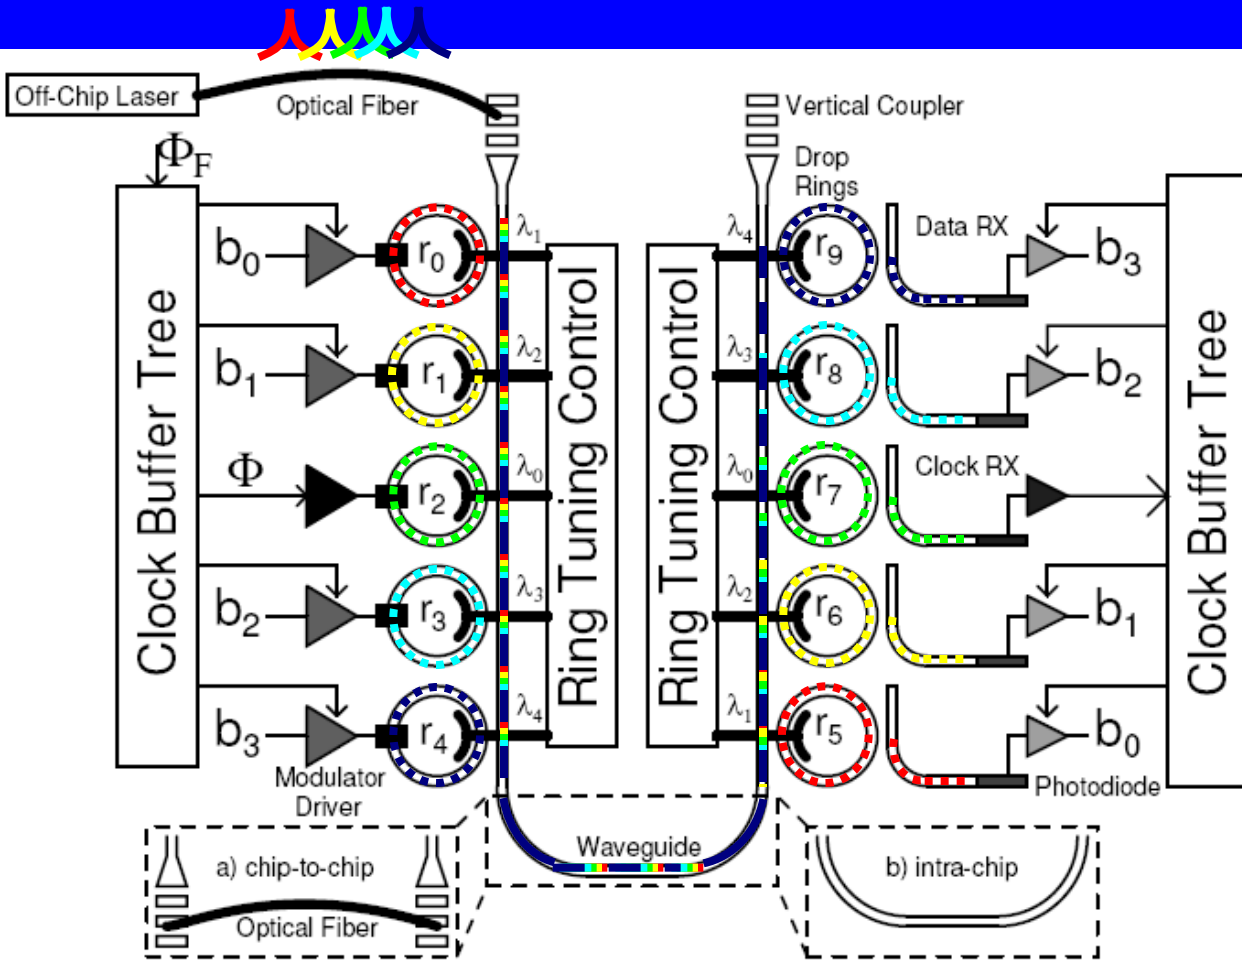 Off-Chip Laser
Optical Fiber
Vertical Coupler
Φ_F
Drop
Rings
Clock Buffer Tree
b₀
r₀
λ₁
λ₄
r₉
Data RX
b₃
b₁
r₁
λ₂
λ₃
r₈
b₂
Φ
r₂
λ₀
λ₀
r₇
Clock RX
b₂
r₃
λ₃
λ₂
r₆
b₁
b₃
r₄
λ₄
λ₁
r₅
b₀
Ring Tuning Control
Ring Tuning Control
Clock Buffer Tree
Modulator
Driver
Photodiode
Waveguide
a) chip-to-chip
Optical Fiber
b) intra-chip